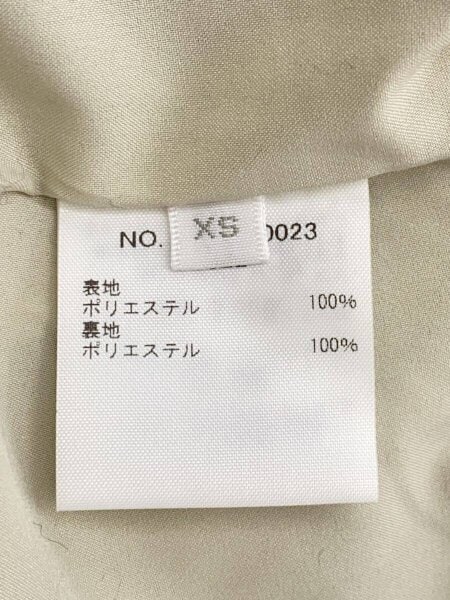 XS
NO. 0023
表地
ポリエステル 100%
裏地
ポリエステル 100%